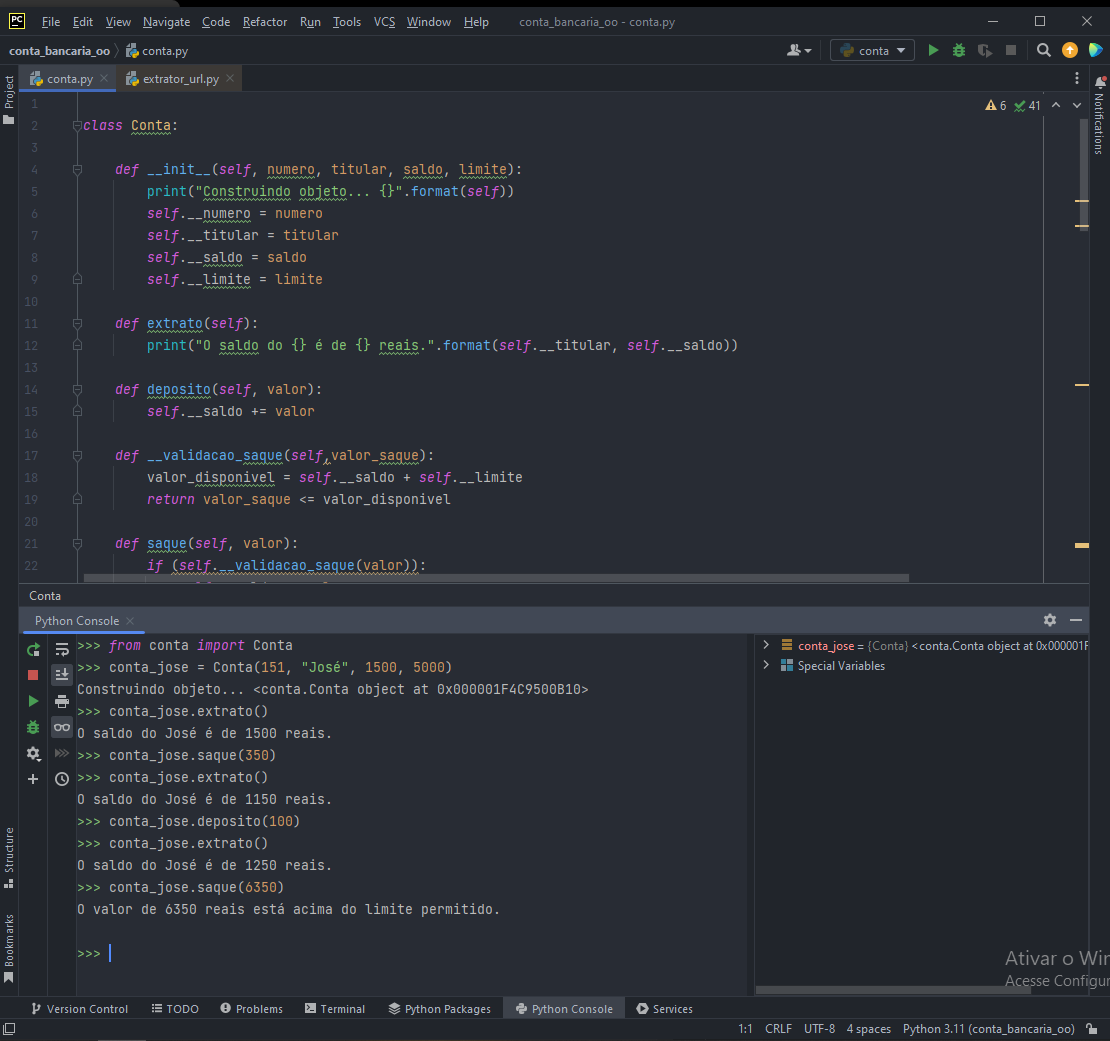 PC File Edit View Navigate Code Refactor Run Tools VCS Window Help conta_bancaria_oo - conta.py
conta_bancaria_oo conta.py conta
conta.py extrator_url.py
Project
Notifications
6 41
1
2 class Conta:
3
4 def __init__(self, numero, titular, saldo, limite):
5 print("Construindo objeto... {}".format(self))
6 self.__numero = numero
7 self.__titular = titular
8 self.__saldo = saldo
9 self.__limite = limite
10
11 def extrato(self):
12 print("O saldo do {} é de {} reais.".format(self.__titular, self.__saldo))
13
14 def deposito(self, valor):
15 self.__saldo += valor
16
17 def __validacao_saque(self,valor_saque):
18 valor_disponivel = self.__saldo + self.__limite
19 return valor_saque <= valor_disponivel
20
21 def saque(self, valor):
22 if (self.__validacao_saque(valor)):
Conta
Python Console
>>> from conta import Conta
>>> conta_jose = Conta(151, "José", 1500, 5000)
Construindo objeto... <conta.Conta object at 0x000001F4C9500B10>
>>> conta_jose.extrato()
O saldo do José é de 1500 reais.
>>> conta_jose.saque(350)
>>> conta_jose.extrato()
O saldo do José é de 1150 reais.
>>> conta_jose.deposito(100)
>>> conta_jose.extrato()
O saldo do José é de 1250 reais.
>>> conta_jose.saque(6350)
O valor de 6350 reais está acima do limite permitido.
>>>
conta_jose = {Conta} <conta.Conta object at 0x000001F
Special Variables
Structure
Bookmarks
Ativar o Wir
Acesse Configur
Version Control TODO Problems Terminal Python Packages Python Console Services
1:1 CRLF UTF-8 4 spaces Python 3.11 (conta_bancaria_oo)